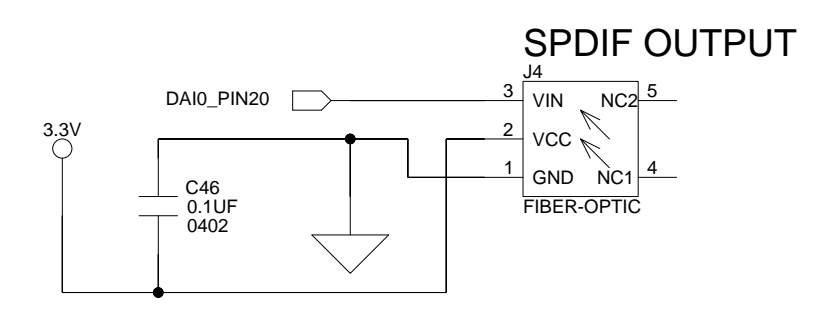 SPDIF OUTPUT
J4
DAI0_PIN20
3 VIN NC2 5
3.3V
2 VCC
1 GND NC1 4
C46
0.1UF
0402
FIBER-OPTIC